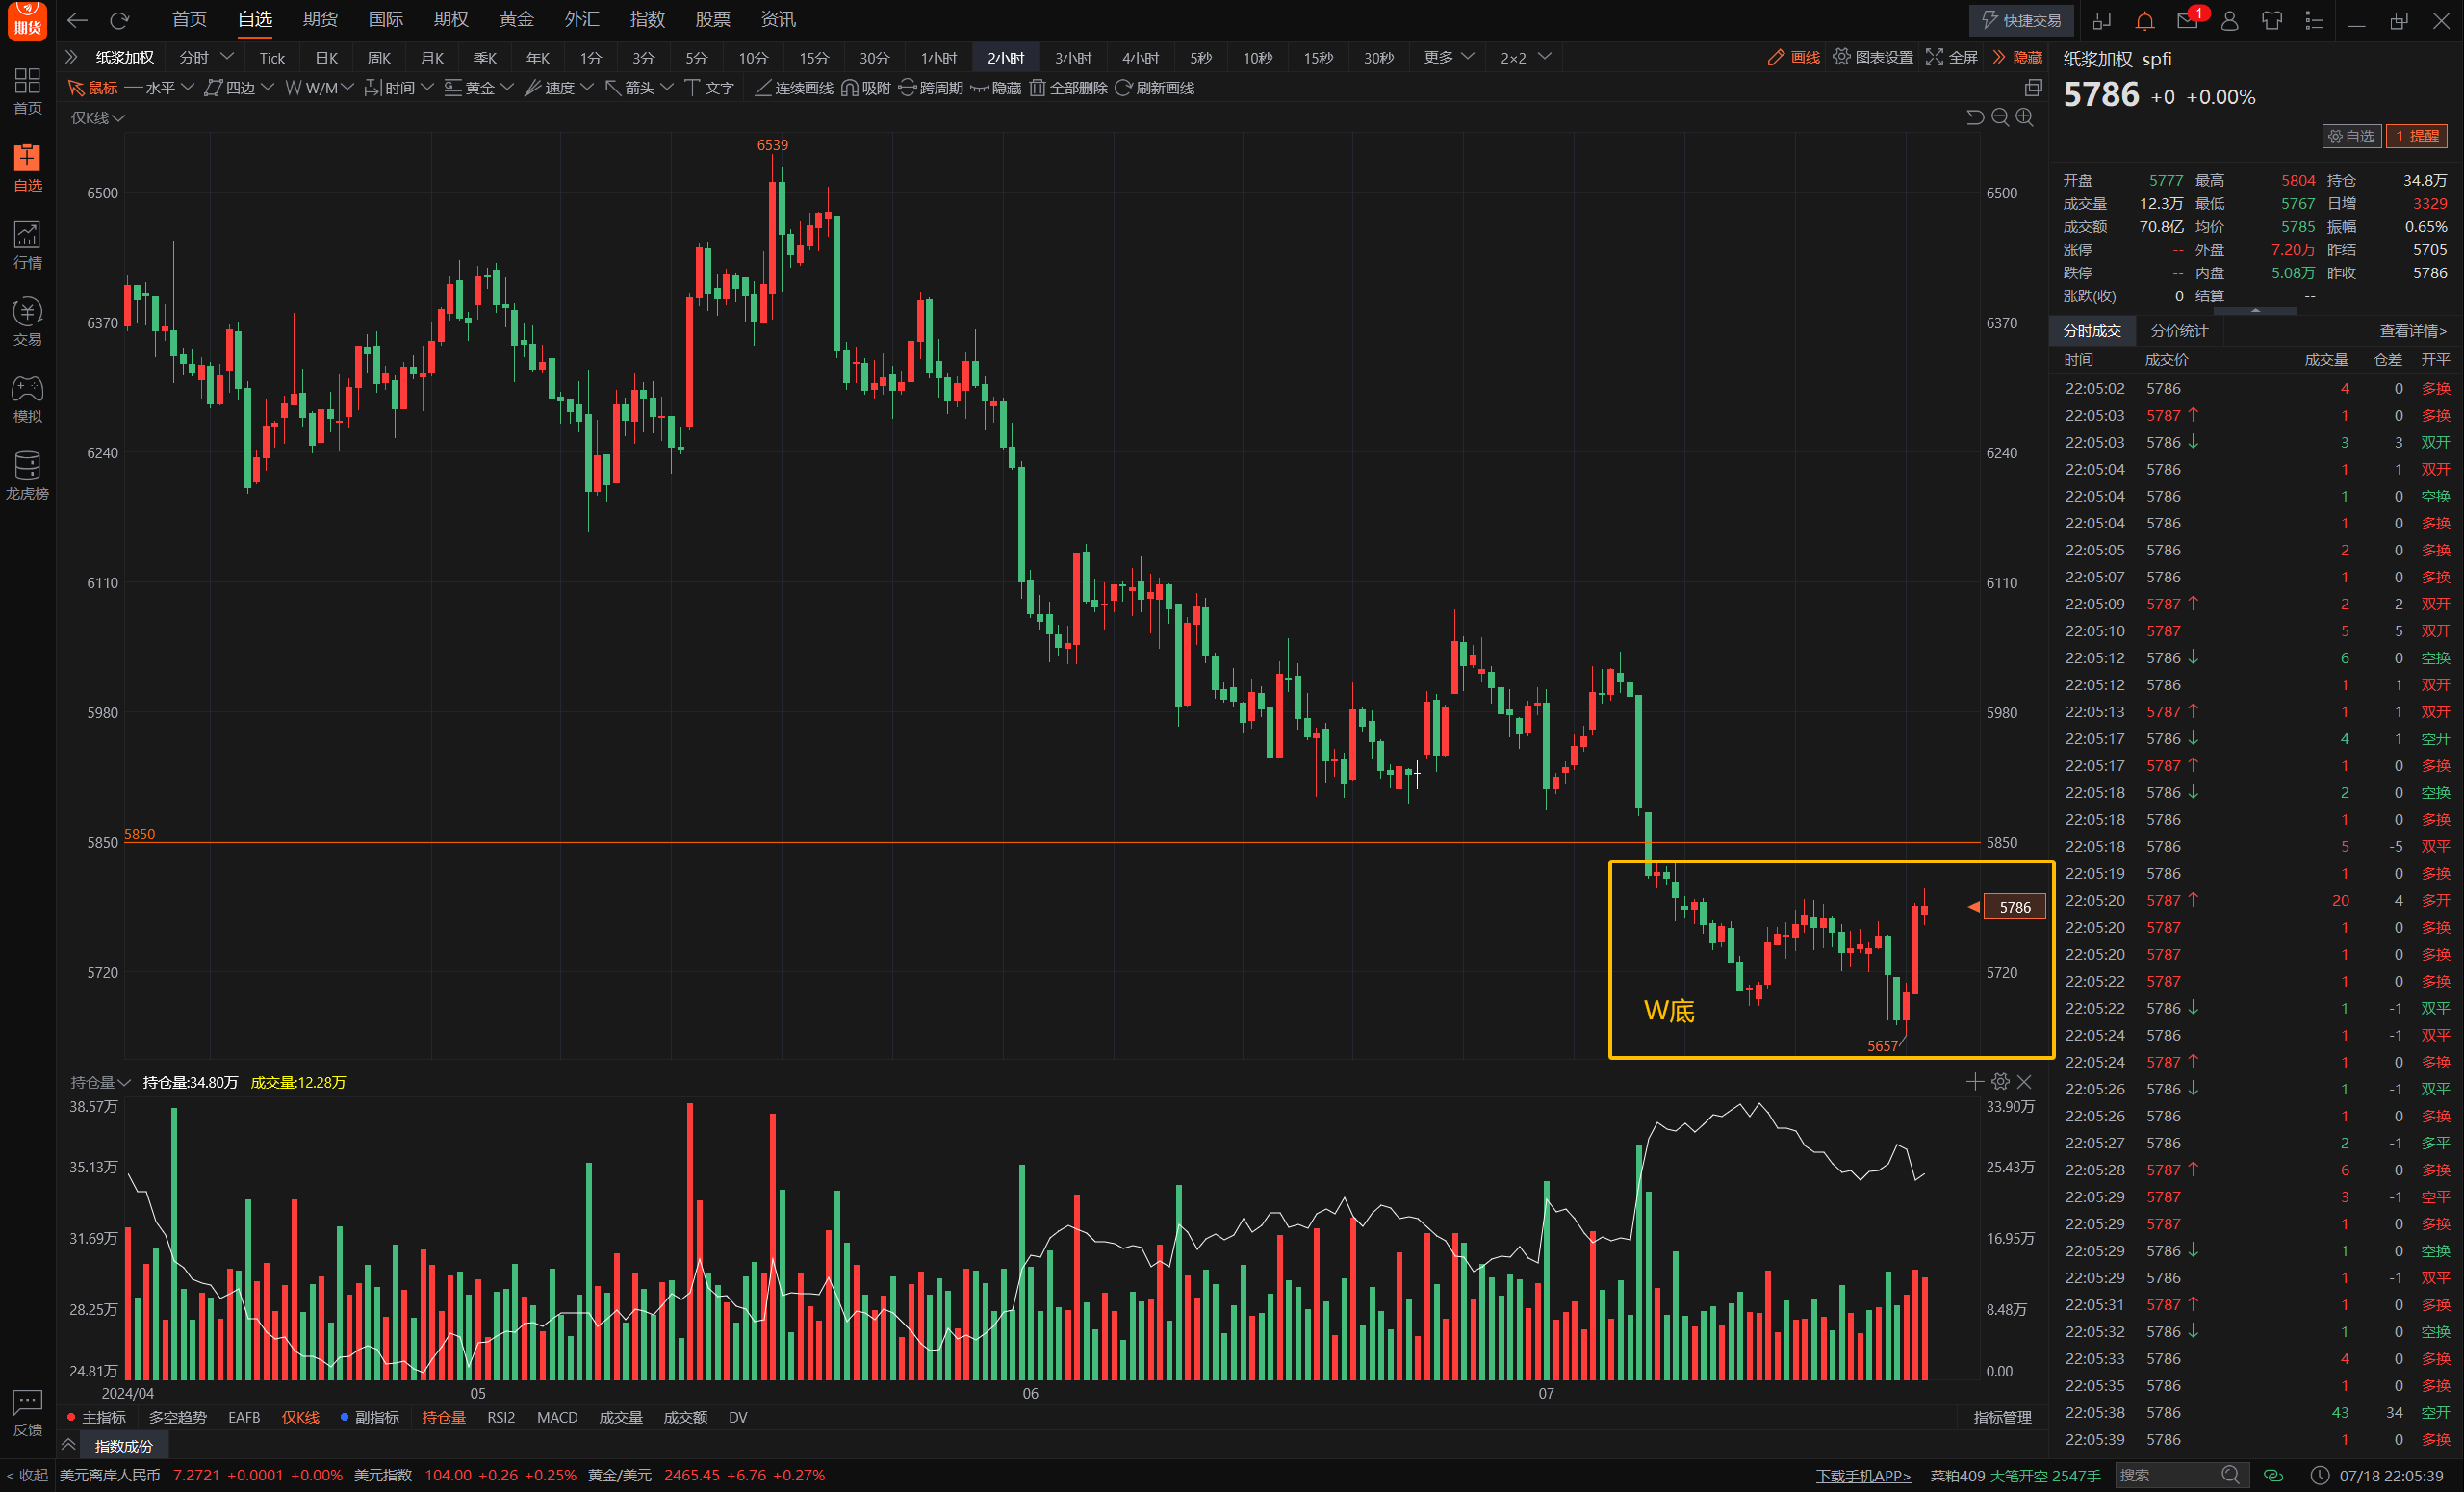 期货 首页 自选 期货 国际 期权 黄金 外汇 指数 股票 资讯 快捷交易 1
纸浆加权 分时 Tick 日K 周K 月K 季K 年K 1分 3分 5分 10分 15分 30分 1小时 2小时 3小时 4小时 5秒 10秒 15秒 30秒 更多 2×2 画线 图表设置 全屏 隐藏
鼠标 水平 四边 W/M 时间 黄金 速度 箭头 文字 连续画线 吸附 跨周期 隐藏 全部删除 刷新画线
仅K线
首页
自选
行情
交易
模拟
龙虎榜
反馈
< 收起
6539
6500 6500
6370 6370
6240 6240
6110 6110
5980 5980
5850
5850 5850
5786
5720 5720
W底
5657
持仓量 持仓量:34.80万 成交量:12.28万
38.57万 33.90万
35.13万 25.43万
31.69万 16.95万
28.25万 8.48万
24.81万 0.00
2024/04 05 06 07
主指标 多空趋势 EAFB 仅K线 副指标 持仓量 RSI2 MACD 成交量 成交额 DV 指标管理
指数成份
纸浆加权 spfi
5786 +0 +0.00%
自选 1 提醒
开盘 5777 最高 5804 持仓 34.8万
成交量 12.3万 最低 5767 日增 3329
成交额 70.8亿 均价 5785 振幅 0.65%
涨停 -- 外盘 7.20万 昨结 5705
跌停 -- 内盘 5.08万 昨收 5786
涨跌(收) 0 结算 --
分时成交 分价统计 查看详情>
时间 成交价 成交量 仓差 开平
22:05:02 5786 4 0 多换
22:05:03 5787 ↑ 1 0 多换
22:05:03 5786 ↓ 3 3 双开
22:05:04 5786 1 1 双开
22:05:04 5786 1 0 空换
22:05:04 5786 1 0 多换
22:05:05 5786 2 0 多换
22:05:07 5786 1 0 多换
22:05:09 5787 ↑ 2 2 双开
22:05:10 5787 5 5 双开
22:05:12 5786 ↓ 6 0 空换
22:05:12 5786 1 1 双开
22:05:13 5787 ↑ 1 1 双开
22:05:17 5786 ↓ 4 1 空开
22:05:17 5787 ↑ 1 0 多换
22:05:18 5786 ↓ 2 0 空换
22:05:18 5786 1 0 多换
22:05:18 5786 5 -5 双平
22:05:19 5786 1 0 多换
22:05:20 5787 ↑ 20 4 多开
22:05:20 5787 1 0 多换
22:05:20 5787 1 0 多换
22:05:22 5787 1 0 多换
22:05:22 5786 ↓ 1 -1 双平
22:05:24 5786 1 -1 双平
22:05:24 5787 ↑ 1 0 多换
22:05:26 5786 ↓ 1 -1 双平
22:05:26 5786 1 0 多换
22:05:27 5786 2 -1 多平
22:05:28 5787 ↑ 6 0 多换
22:05:29 5787 3 -1 空平
22:05:29 5787 1 0 多换
22:05:29 5786 ↓ 1 0 空换
22:05:29 5786 1 -1 双平
22:05:31 5787 ↑ 1 0 多换
22:05:32 5786 ↓ 1 0 空换
22:05:33 5786 4 0 多换
22:05:35 5786 1 0 多换
22:05:38 5786 43 34 空开
22:05:39 5786 1 0 多换
美元离岸人民币 7.2721 +0.0001 +0.00% 美元指数 104.00 +0.26 +0.25% 黄金/美元 2465.45 +6.76 +0.27% 下载手机APP> 菜粕409 大笔开空 2547手 搜索 07/18 22:05:39